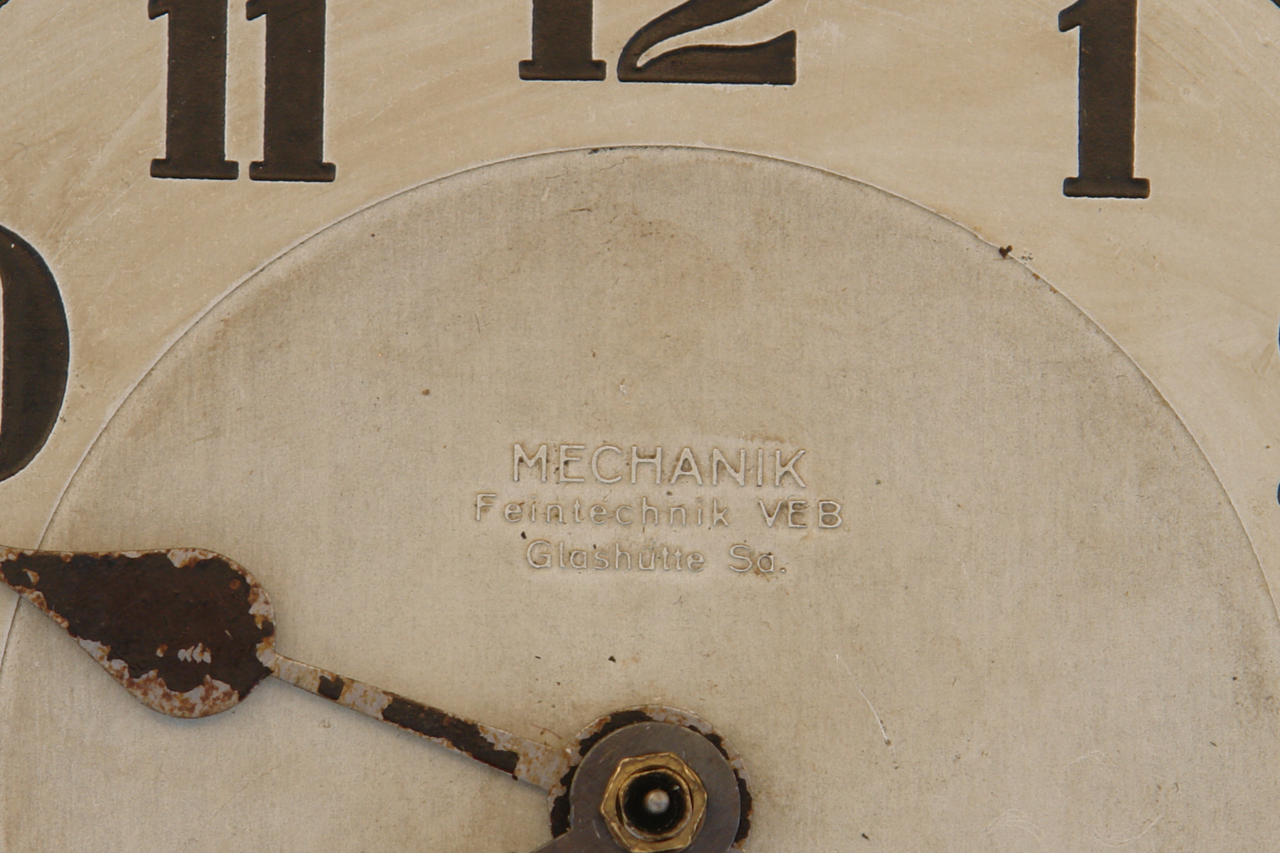 11 12 1
MECHANIK
Feintechnik VEB
Glashütte Sa.